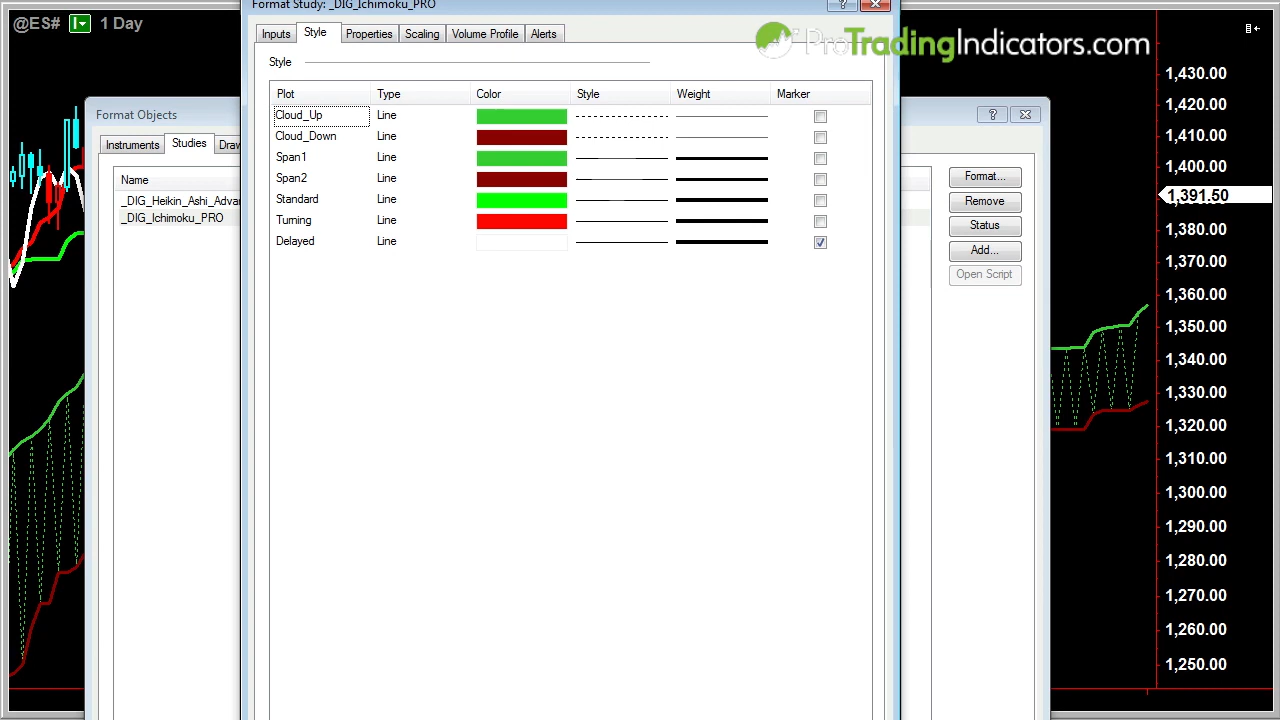 Format Study: _DIG_Ichimoku_PRO
@ES# 1 Day
Inputs Style Properties Scaling Volume Profile Alerts
ProTradingIndicators.com
Style
Plot Type Color Style Weight Marker
Cloud_Up Line
Cloud_Down Line
Span1 Line
Span2 Line
Standard Line
Tuming Line
Delayed Line
Format Objects
Instruments Studies Draw
Name
_DIG_Heikin_Ashi_Advar
_DIG_Ichimoku_PRO
Format...
Remove
Status
Add...
Open Script
1,430.00
1,420.00
1,410.00
1,400.00
1,391.50
1,380.00
1,370.00
1,360.00
1,350.00
1,340.00
1,330.00
1,320.00
1,310.00
1,300.00
1,290.00
1,280.00
1,270.00
1,260.00
1,250.00